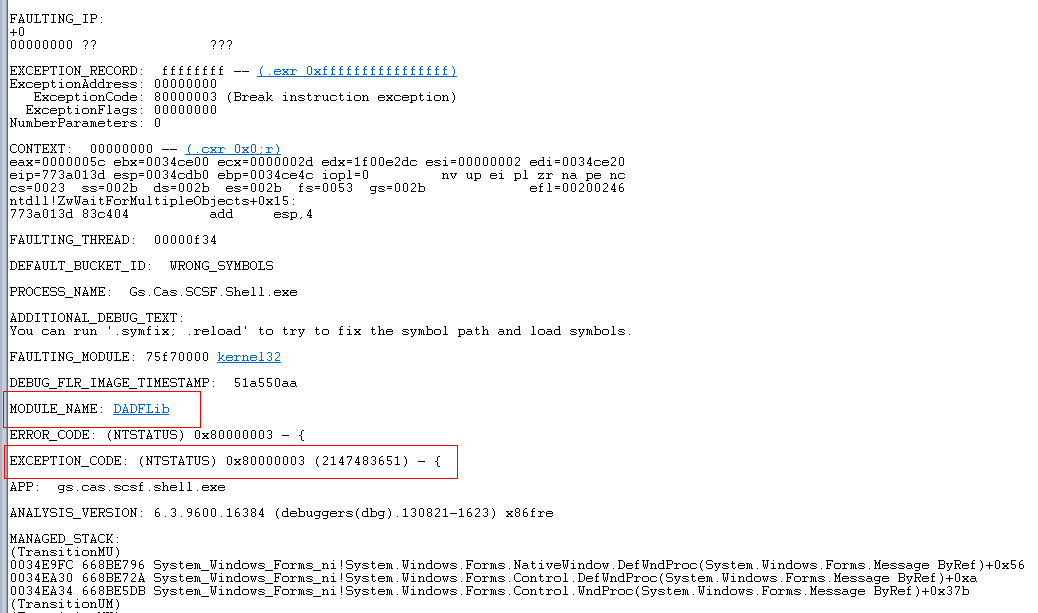 FAULTING_IP:
+0
00000000 ??              ???
EXCEPTION_RECORD:  ffffffff -- (.exr 0xffffffffffffffff)
ExceptionAddress: 00000000
ExceptionCode: 80000003 (Break instruction exception)
ExceptionFlags: 00000000
NumberParameters: 0
CONTEXT:  00000000 -- (.cxr 0x0;r)
eax=0000005c ebx=0034ce00 ecx=0000002d edx=1f00e2dc esi=00000002 edi=0034ce20
eip=773a013d esp=0034cdb0 ebp=0034ce4c iopl=0         nv up ei pl zr na pe nc
cs=0023  ss=002b  ds=002b  es=002b  fs=0053  gs=002b             efl=00200246
ntdll!ZwWaitForMultipleObjects+0x15:
773a013d 83c404          add     esp,4
FAULTING_THREAD:  00000f34
DEFAULT_BUCKET_ID:  WRONG_SYMBOLS
PROCESS_NAME:  Gs.Cas.SCSF.Shell.exe
ADDITIONAL_DEBUG_TEXT:
You can run '.symfix; .reload' to try to fix the symbol path and load symbols.
FAULTING_MODULE: 75f70000 kernel32
DEBUG_FLR_IMAGE_TIMESTAMP:  51a550aa
MODULE_NAME: DADFLib
ERROR_CODE: (NTSTATUS) 0x80000003 - {
EXCEPTION_CODE: (NTSTATUS) 0x80000003 (2147483651) - {
APP:  gs.cas.scsf.shell.exe
ANALYSIS_VERSION: 6.3.9600.16384 (debuggers(dbg).130821-1623) x86fre
MANAGED_STACK:
(TransitionMU)
0034E9FC 668BE796 System_Windows_Forms_ni!System.Windows.Forms.NativeWindow.DefWndProc(System.Windows.Forms.Message ByRef)+0x56
0034EA30 668BE72A System_Windows_Forms_ni!System.Windows.Forms.Control.DefWndProc(System.Windows.Forms.Message ByRef)+0xa
0034EA34 668BE5DB System_Windows_Forms_ni!System.Windows.Forms.Control.WndProc(System.Windows.Forms.Message ByRef)+0x37b
(TransitionUM)